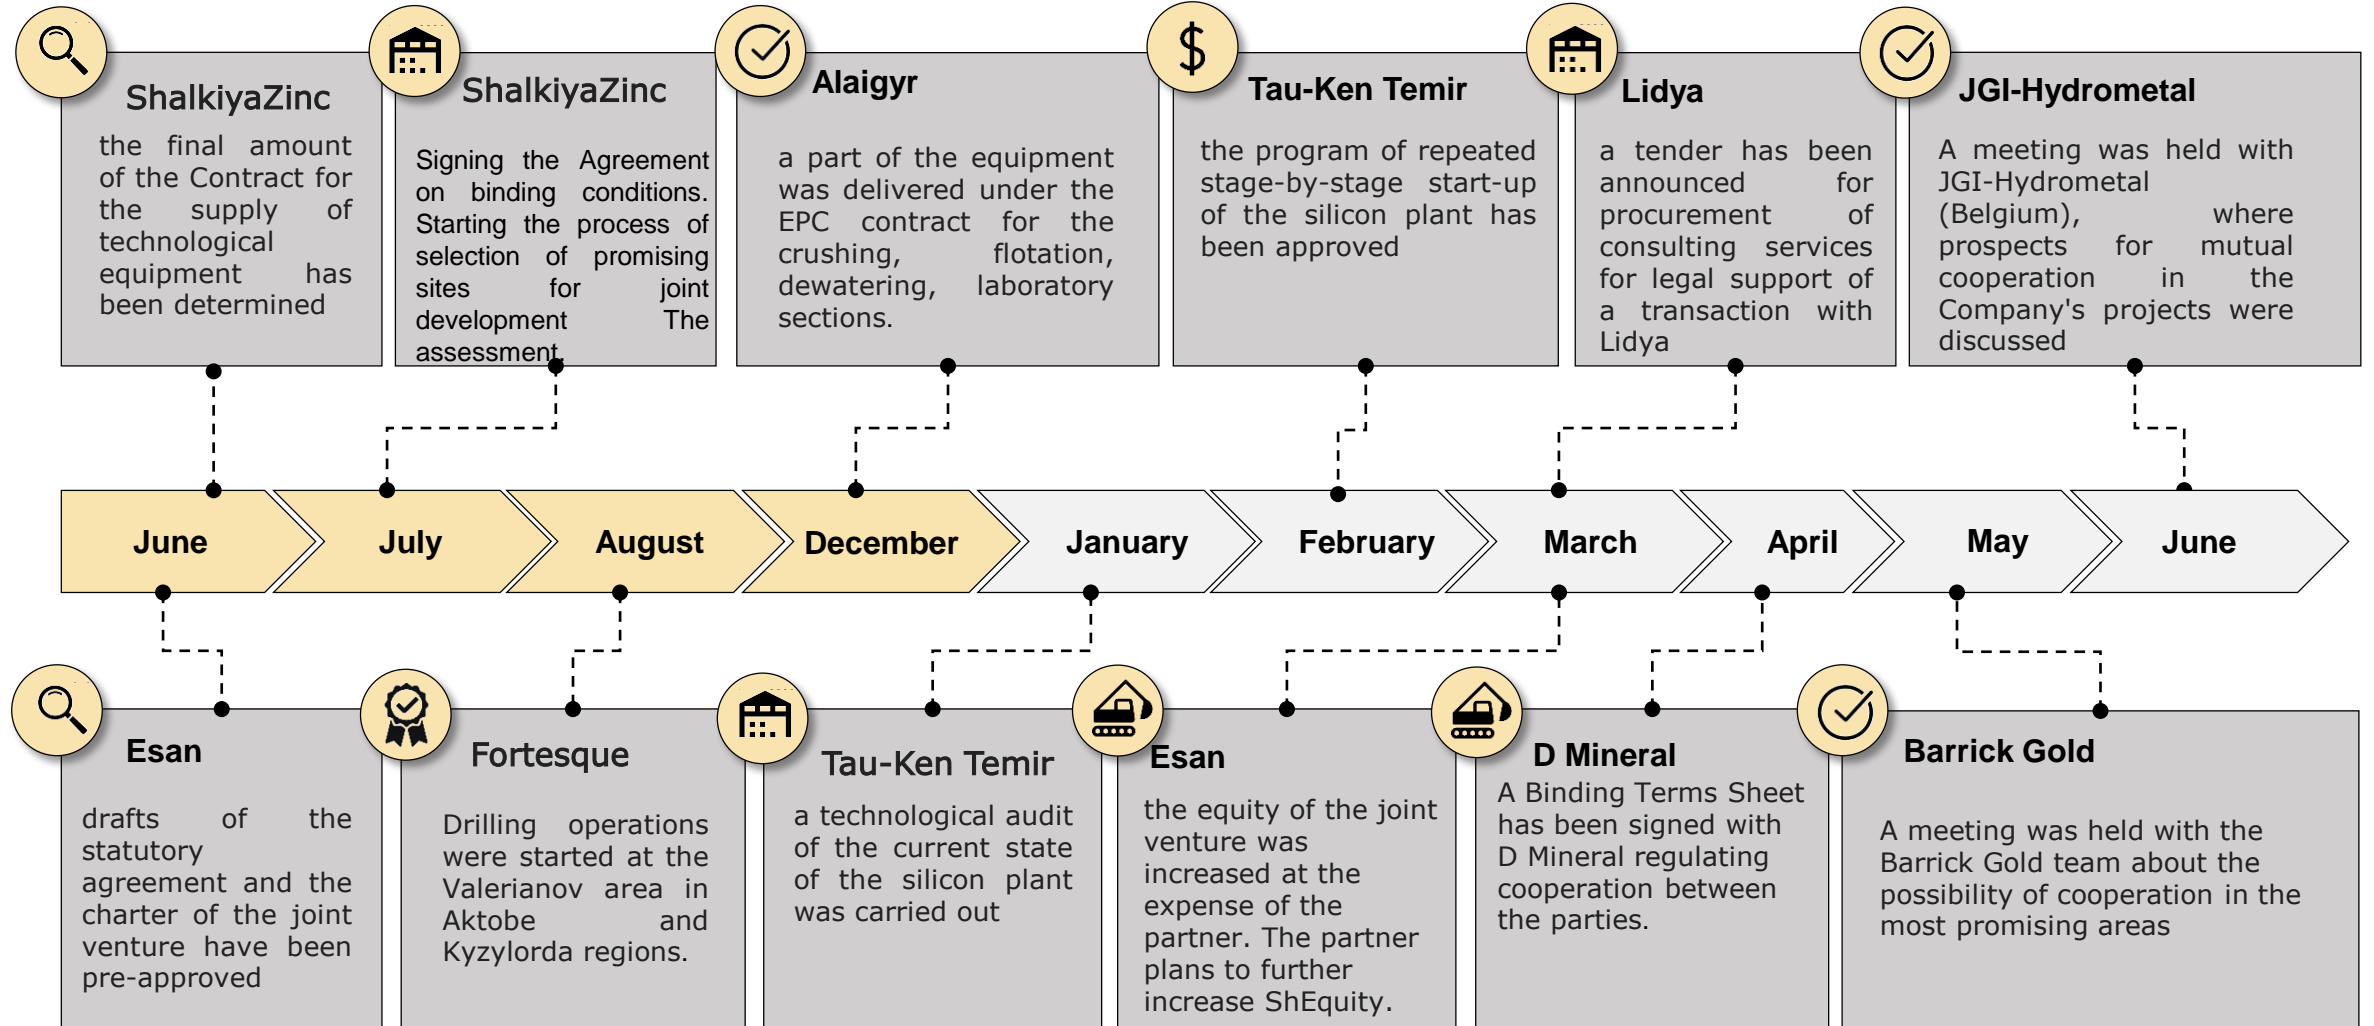 ShalkiyaZinc
the final amount
of the Contract for
the supply of
technological
equipment has
been determined
ShalkiyaZinc
Signing the Agreement
on binding conditions.
Starting the process of
selection of promising
sites for joint
development The
assessment.
Alaigyr
a part of the equipment
was delivered under the
EPC contract for the
crushing, flotation,
dewatering, laboratory
sections.
Tau-Ken Temir
the program of repeated
stage-by-stage start-up
of the silicon plant has
been approved
Lidya
a tender has been
announced for
procurement of
consulting services
for legal support of
a transaction with
Lidya
JGI-Hydrometal
A meeting was held with
JGI-Hydrometal
(Belgium), where
prospects for mutual
cooperation in the
Company's projects were
discussed
June
July
August
December
January
February
March
April
May
June
Esan
drafts of the
statutory
agreement and the
charter of the joint
venture have been
pre-approved
Fortesque
Drilling operations
were started at the
Valerianov area in
Aktobe and
Kyzylorda regions.
Tau-Ken Temir
a technological audit
of the current state
of the silicon plant
was carried out
Esan
the equity of the joint
venture was
increased at the
expense of the
partner. The partner
plans to further
increase ShEquity.
D Mineral
A Binding Terms Sheet
has been signed with
D Mineral regulating
cooperation between
the parties.
Barrick Gold
A meeting was held with the
Barrick Gold team about the
possibility of cooperation in the
most promising areas